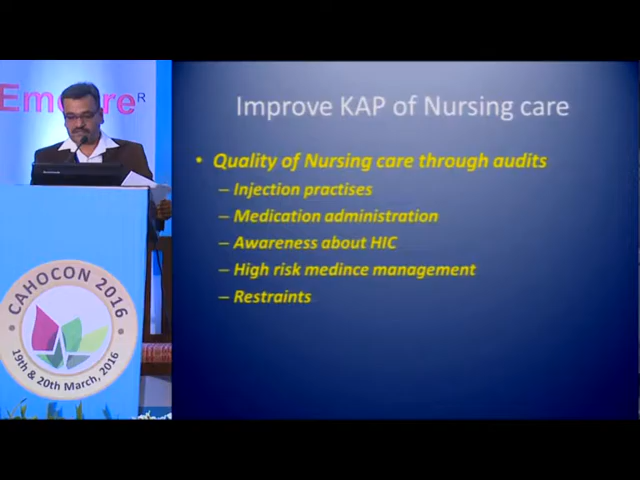 Improve KAP of Nursing care
• Quality of Nursing care through audits
– Injection practises
– Medication administration
– Awareness about HIC
– High risk medince management
– Restraints
CAHOCON 2016
19th & 20th March, 2016